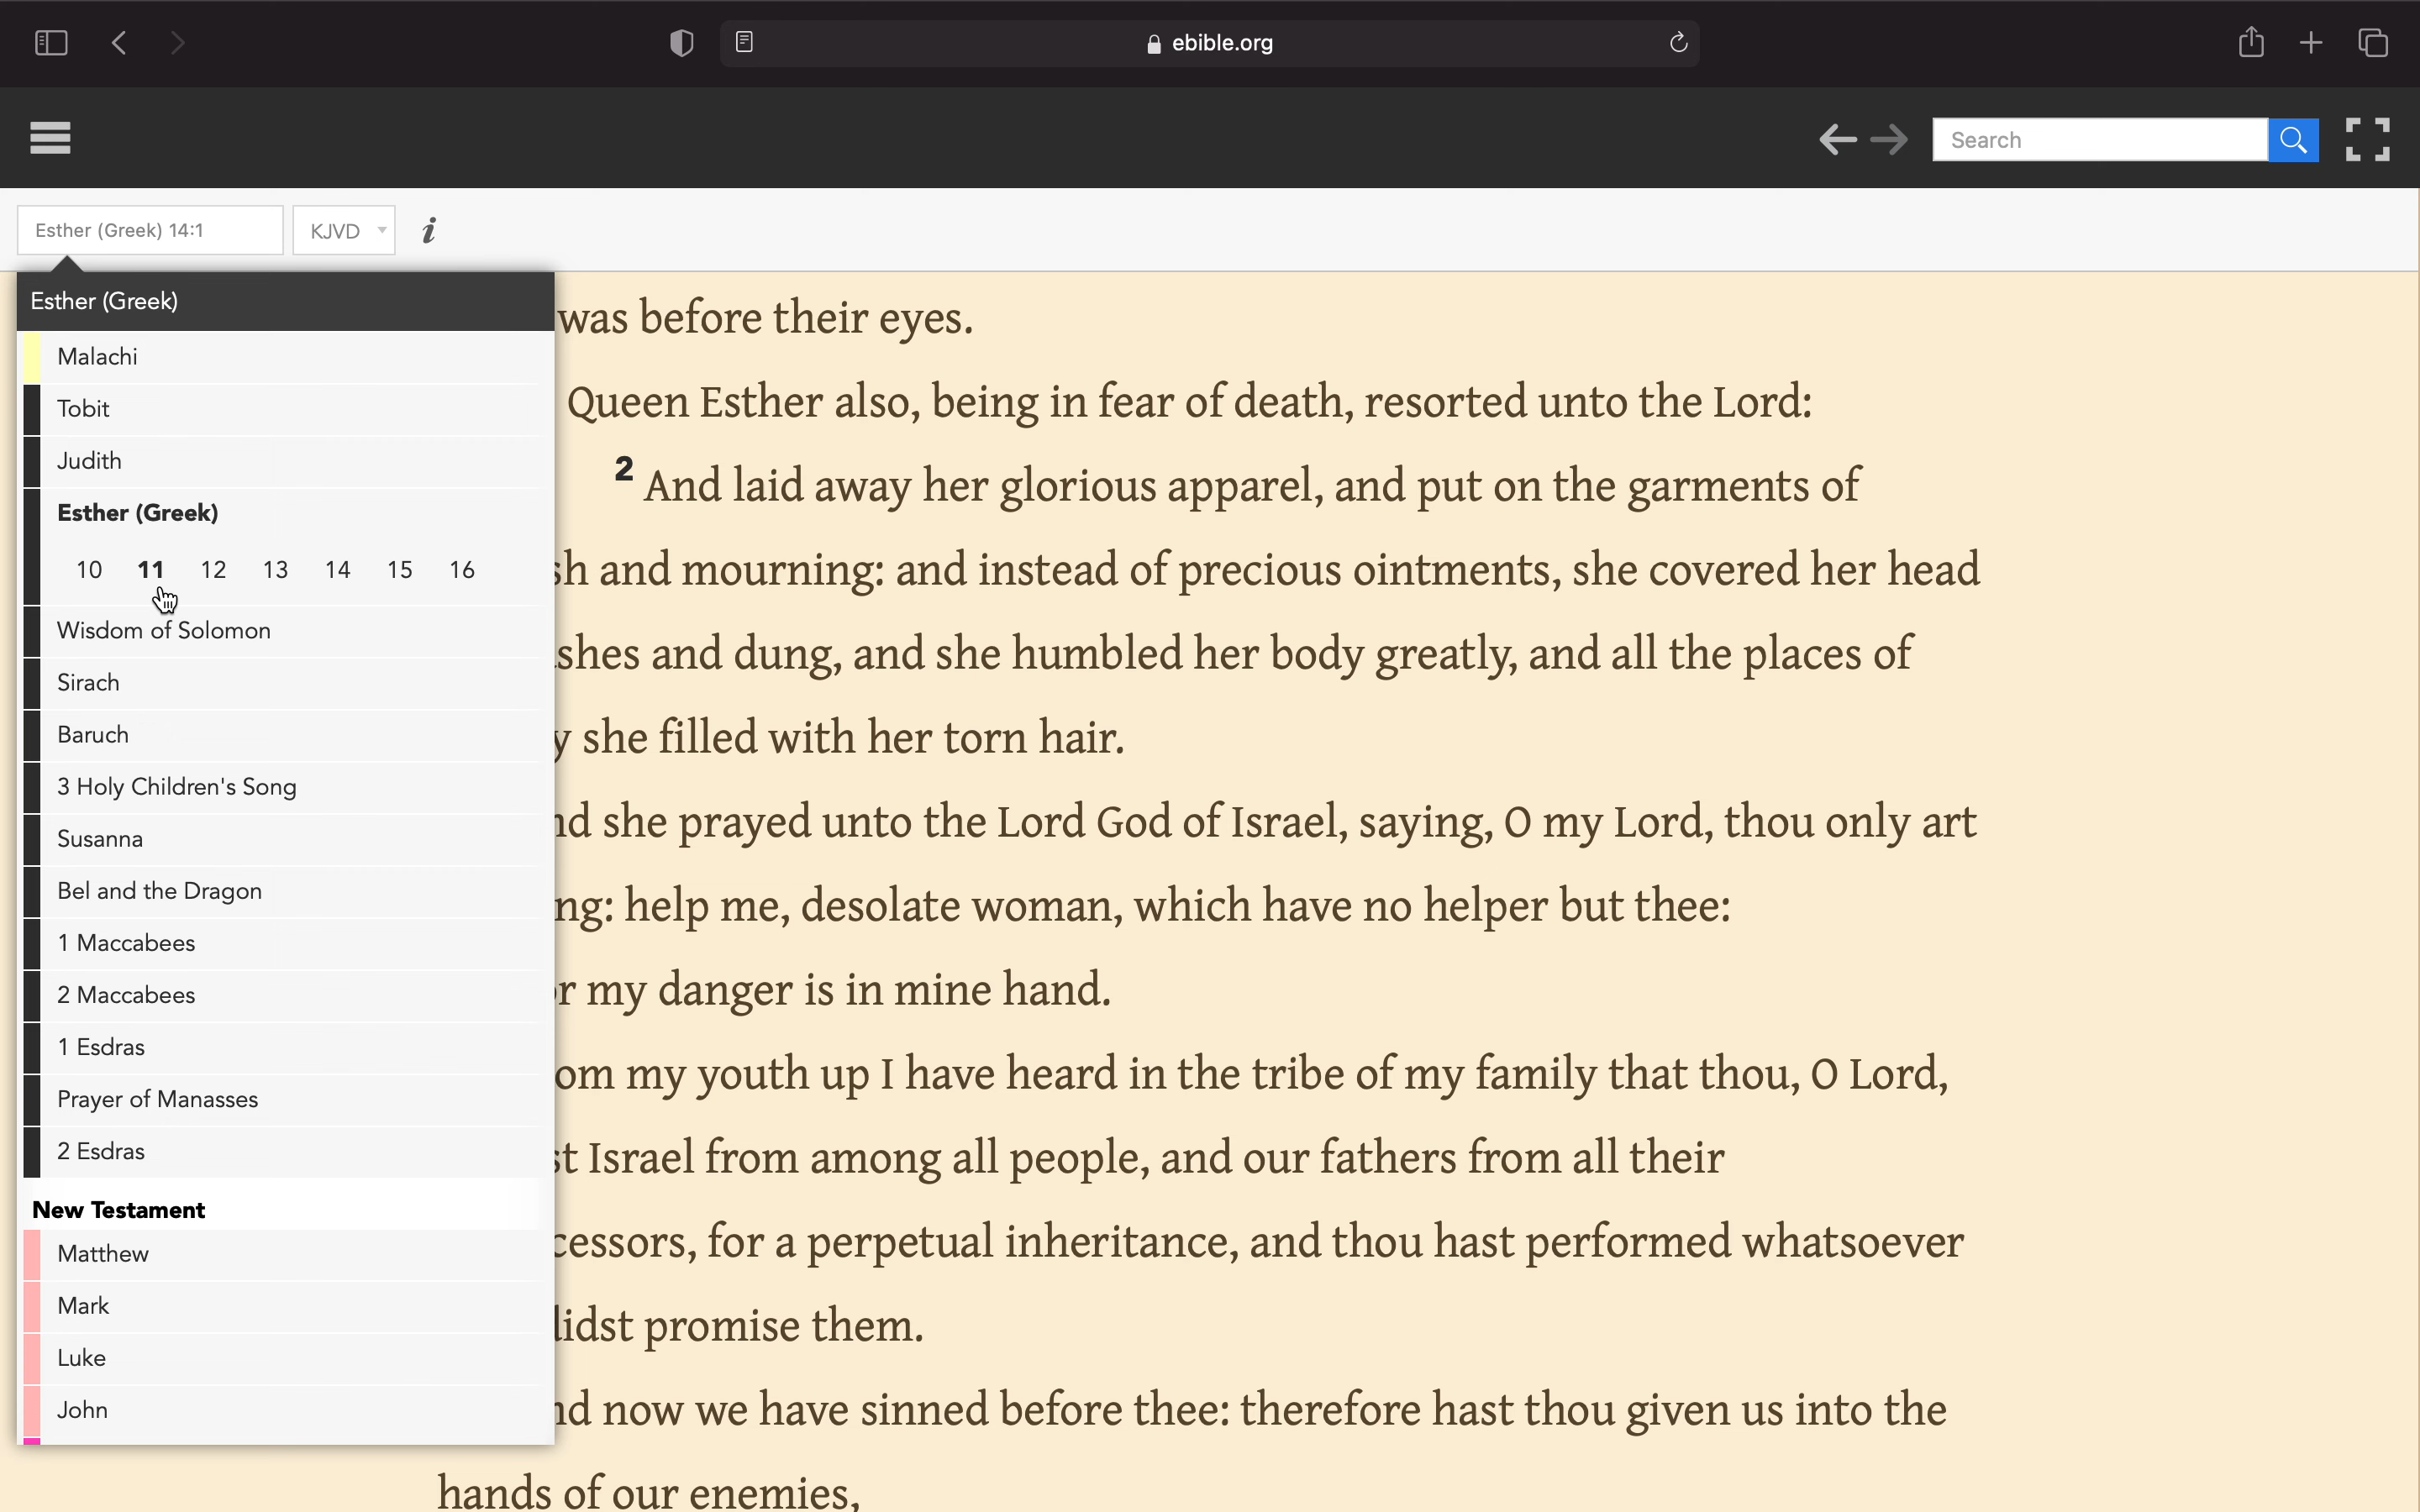 ebible.org
Search
Esther (Greek) 14:1
KJVD
i
Esther (Greek)
Malachi
Tobit
Judith
Esther (Greek)
10 11 12 13 14 15 16
Wisdom of Solomon
Sirach
Baruch
3 Holy Children's Song
Susanna
Bel and the Dragon
1 Maccabees
2 Maccabees
1 Esdras
Prayer of Manasses
2 Esdras
New Testament
Matthew
Mark
Luke
John
was before their eyes.
Queen Esther also, being in fear of death, resorted unto the Lord:
2 And laid away her glorious apparel, and put on the garments of
and mourning: and instead of precious ointments, she covered her head
and dung, and she humbled her body greatly, and all the places of
she filled with her torn hair.
she prayed unto the Lord God of Israel, saying, O my Lord, thou only art
help me, desolate woman, which have no helper but thee:
my danger is in mine hand.
my youth up I have heard in the tribe of my family that thou, O Lord,
Israel from among all people, and our fathers from all their
for a perpetual inheritance, and thou hast performed whatsoever
promise them.
now we have sinned before thee: therefore hast thou given us into the
hands of our enemies,